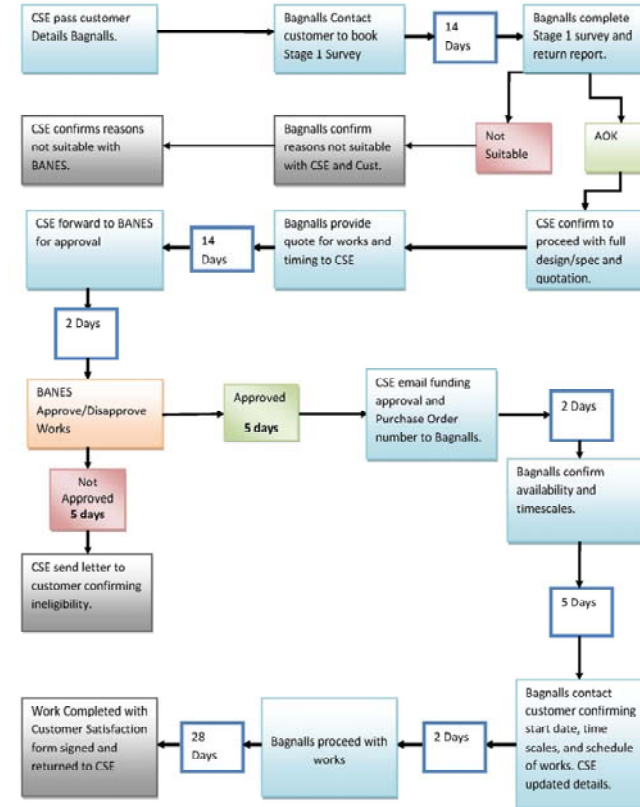 CSE pass customer
Details Bagnalls.
Bagnalls Contact
customer to book
Stage 1 Survey
14
Days
Bagnalls complete
Stage 1 survey and
return report.
CSE confirms reasons
not suitable with
BANES.
Bagnalls confirm
reasons not suitable
with CSE and Cust.
Not
Suitable
AOK
CSE forward to BANES
for approval
14
Days
Bagnalls provide
quote for works and
timing to CSE
CSE confirm to
proceed with full
design/spec and
quotation.
2 Days
BANES
Approve/Disapprove
Works
Approved
5 days
CSE email funding
approval and
Purchase Order
number to Bagnalls.
2 Days
Bagnalls confirm
availability and
timescales.
Not
Approved
5 days
CSE send letter to
customer confirming
ineligibility.
5 Days
Bagnalls contact
customer confirming
start date, time
scales, and schedule
of works. CSE
updated details.
2 Days
Bagnalls proceed with
works
28
Days
Work Completed with
Customer Satisfaction
form signed and
returned to CSE